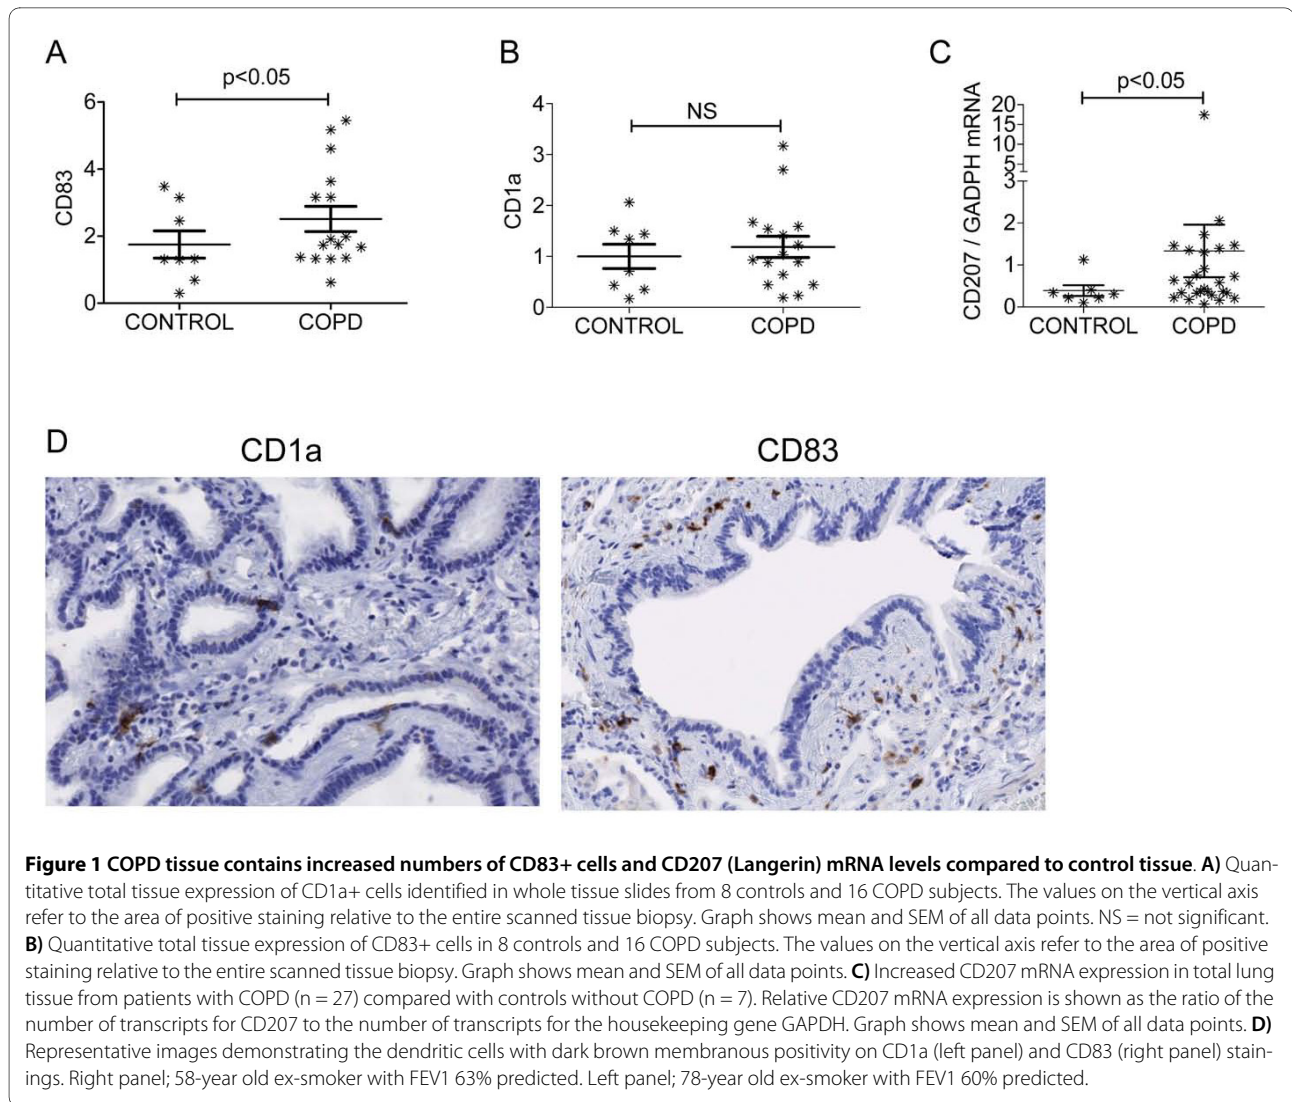 A
B
C
p<0.05
NS
p<0.05
CD83
6
4
2
0
CONTROL
COPD
CD1a
4
3
2
1
0
CONTROL
COPD
CD207 / GADPH mRNA
20
15
10
5
3
2
1
0
CONTROL
COPD
D
CD1a
CD83
Figure 1 COPD tissue contains increased numbers of CD83+ cells and CD207 (Langerin) mRNA levels compared to control tissue. A) Quan-
titative total tissue expression of CD1a+ cells identified in whole tissue slides from 8 controls and 16 COPD subjects. The values on the vertical axis
refer to the area of positive staining relative to the entire scanned tissue biopsy. Graph shows mean and SEM of all data points. NS = not significant.
B) Quantitative total tissue expression of CD83+ cells in 8 controls and 16 COPD subjects. The values on the vertical axis refer to the area of positive
staining relative to the entire scanned tissue biopsy. Graph shows mean and SEM of all data points. C) Increased CD207 mRNA expression in total lung
tissue from patients with COPD (n = 27) compared with controls without COPD (n = 7). Relative CD207 mRNA expression is shown as the ratio of the
number of transcripts for CD207 to the number of transcripts for the housekeeping gene GAPDH. Graph shows mean and SEM of all data points. D)
Representative images demonstrating the dendritic cells with dark brown membranous positivity on CD1a (left panel) and CD83 (right panel) stain-
ings. Right panel; 58-year old ex-smoker with FEV1 63% predicted. Left panel; 78-year old ex-smoker with FEV1 60% predicted.